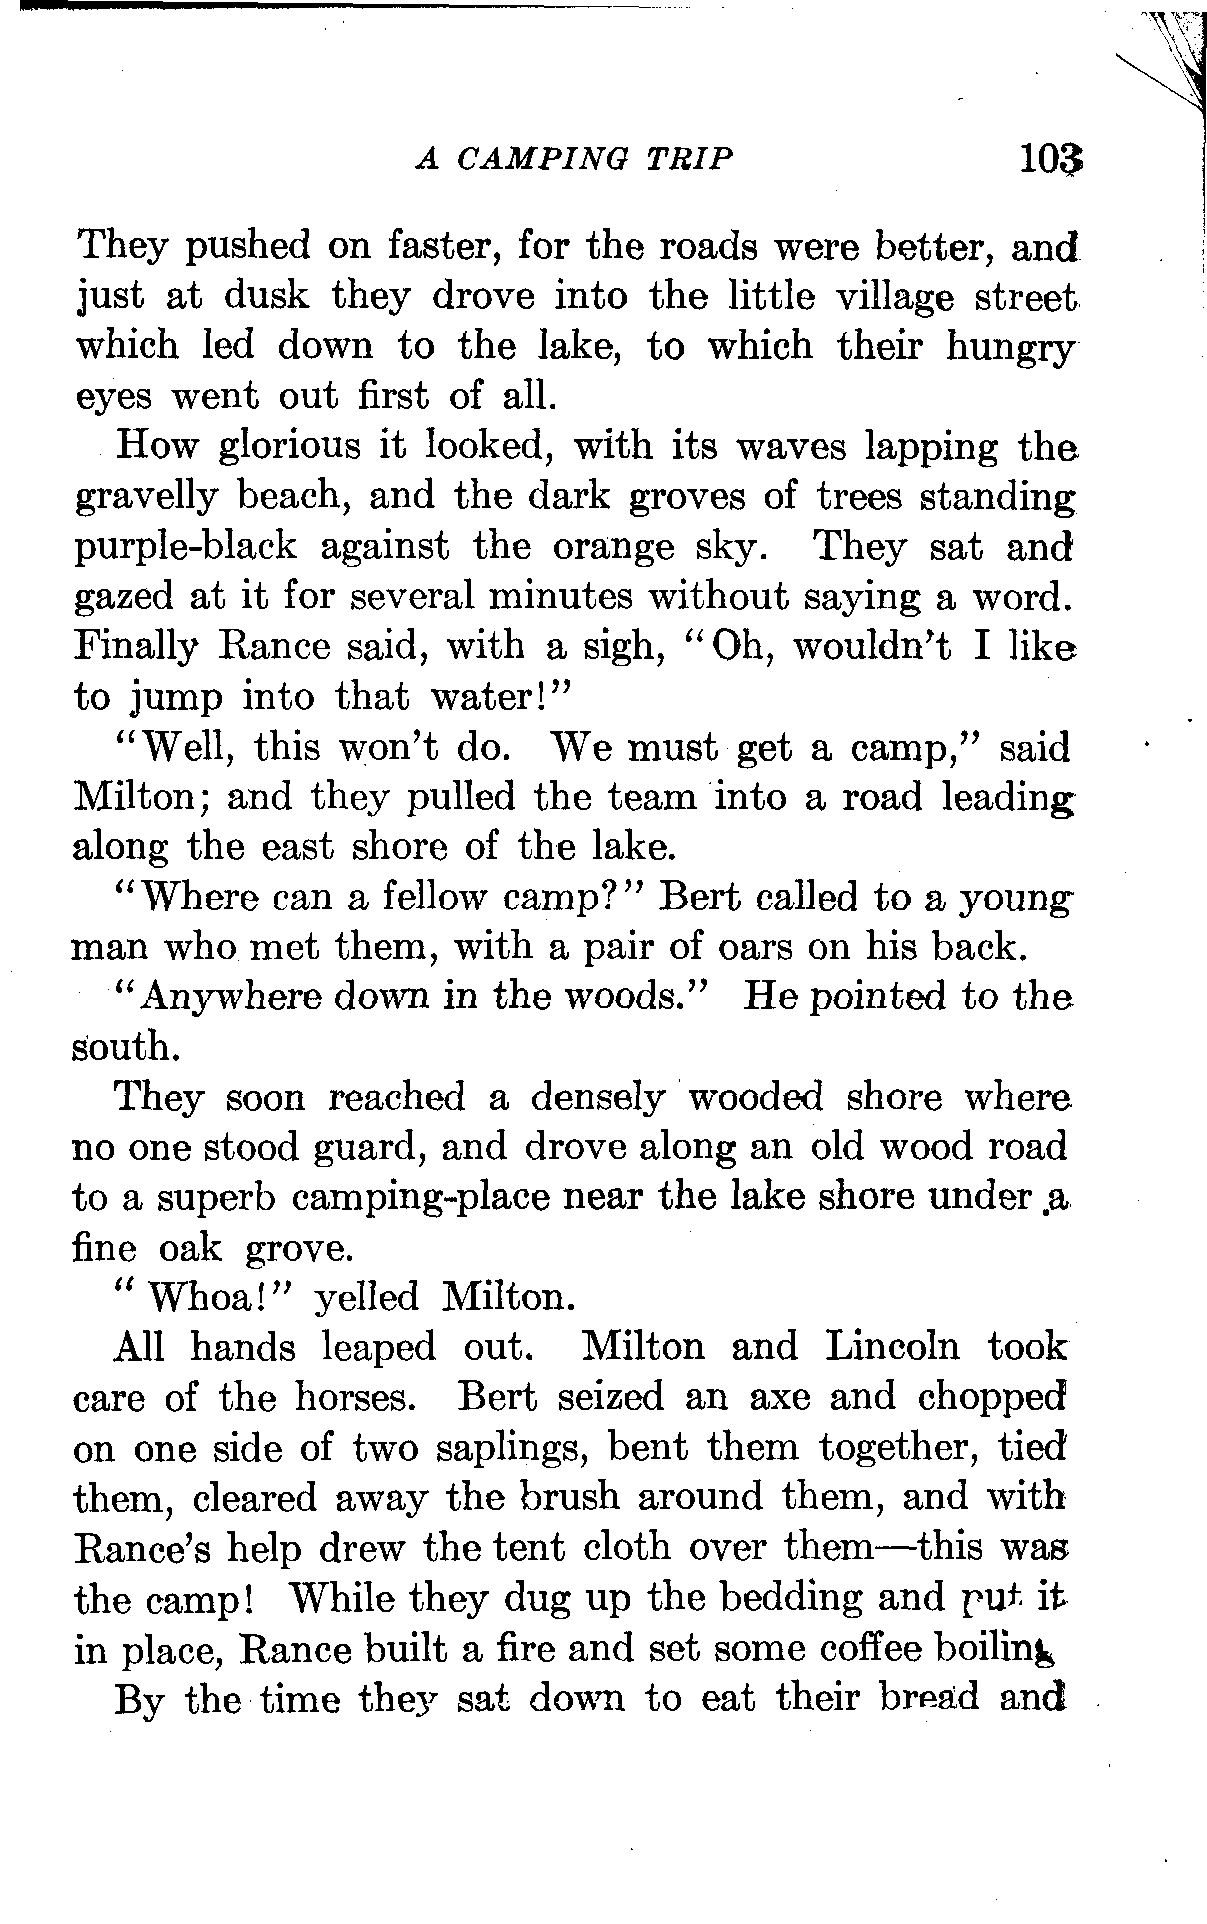 A CAMPING TRIP 103
They pushed on faster, for the roads were better, and
just at dusk they drove into the little village street
which led down to the lake, to which their hungry
eyes went out first of all.
How glorious it looked, with its waves lapping the
gravelly beach, and the dark groves of trees standing
purple-black against the orange sky. They sat and
gazed at it for several minutes without saying a word.
Finally Rance said, with a sigh, "Oh, wouldn't I like
to jump into that water!"
"Well, this won't do. We must get a camp," said
Milton; and they pulled the team into a road leading
along the east shore of the lake.
"Where can a fellow camp?" Bert called to a young
man who met them, with a pair of oars on his back.
"Anywhere down in the woods." He pointed to the
south.
They soon reached a densely wooded shore where
no one stood guard, and drove along an old wood road
to a superb camping-place near the lake shore under a
fine oak grove.
"Whoa!" yelled Milton.
All hands leaped out. Milton and Lincoln took
care of the horses. Bert seized an axe and chopped
on one side of two saplings, bent them together, tied
them, cleared away the brush around them, and with
Rance's help drew the tent cloth over them—this was
the camp! While they dug up the bedding and put it
in place, Rance built a fire and set some coffee boiling
By the time they sat down to eat their bread and